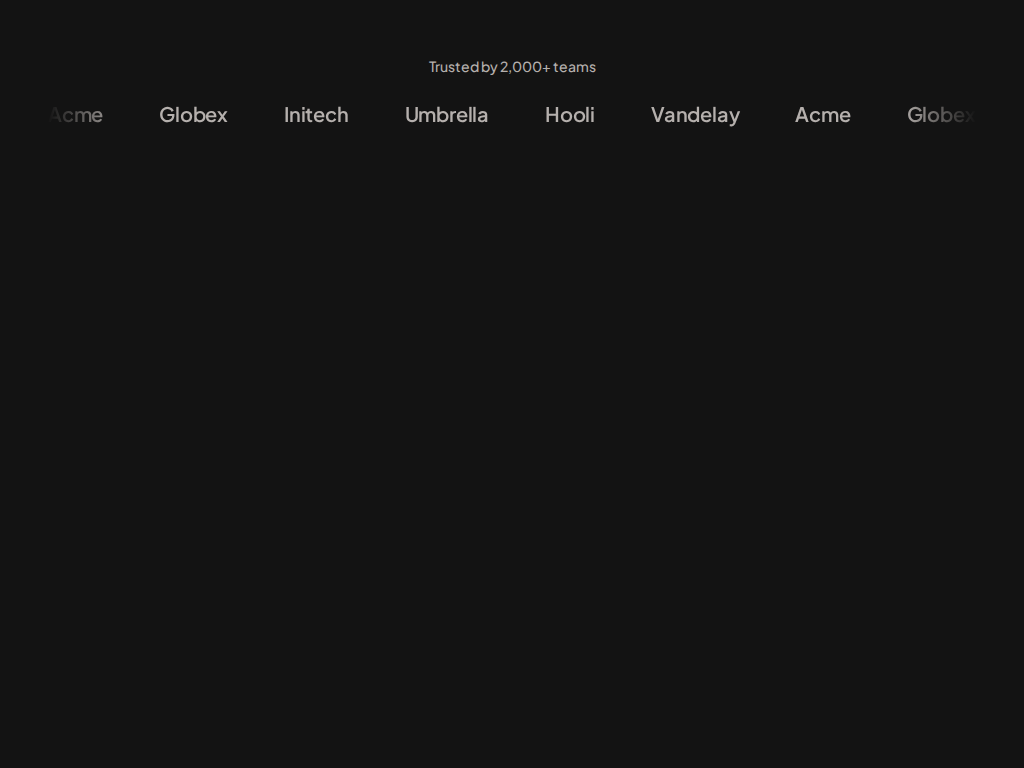 Trusted by 2,000+ teams
Acme Globex Initech Umbrella Hooli Vandelay Acme Globex